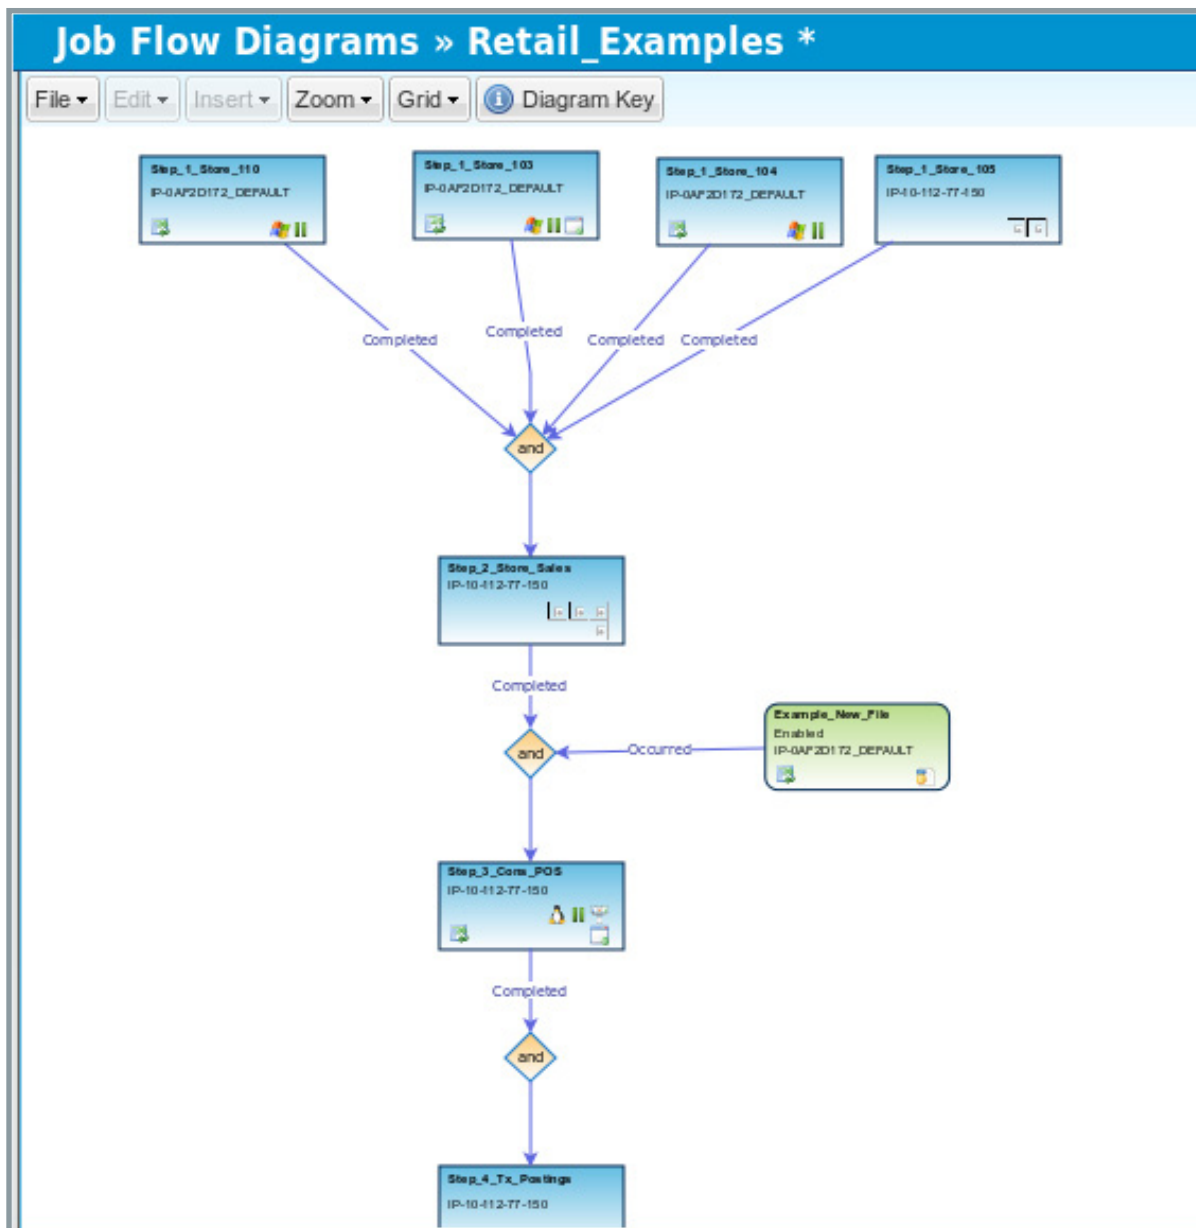 Job Flow Diagrams » Retail_Examples *
File Edit Insert Zoom Grid Diagram Key
Step_1_Store_110
IP-0AF2D172_DEFAULT
Step_1_Store_103
IP-0AF2D172_DEFAULT
Step_1_Store_104
IP-0AF2D172_DEFAULT
Step_1_Store_105
IP-10-112-77-150
Completed
Completed
Completed
Completed
and
Step_2_Store_Sales
IP-10-112-77-150
Completed
and
Occurred
Example_New_File
Enabled
IP-0AF2D172_DEFAULT
Step_3_Cons_POS
IP-10-112-77-150
Completed
and
Step_4_Tx_Postings
IP-10-112-77-150